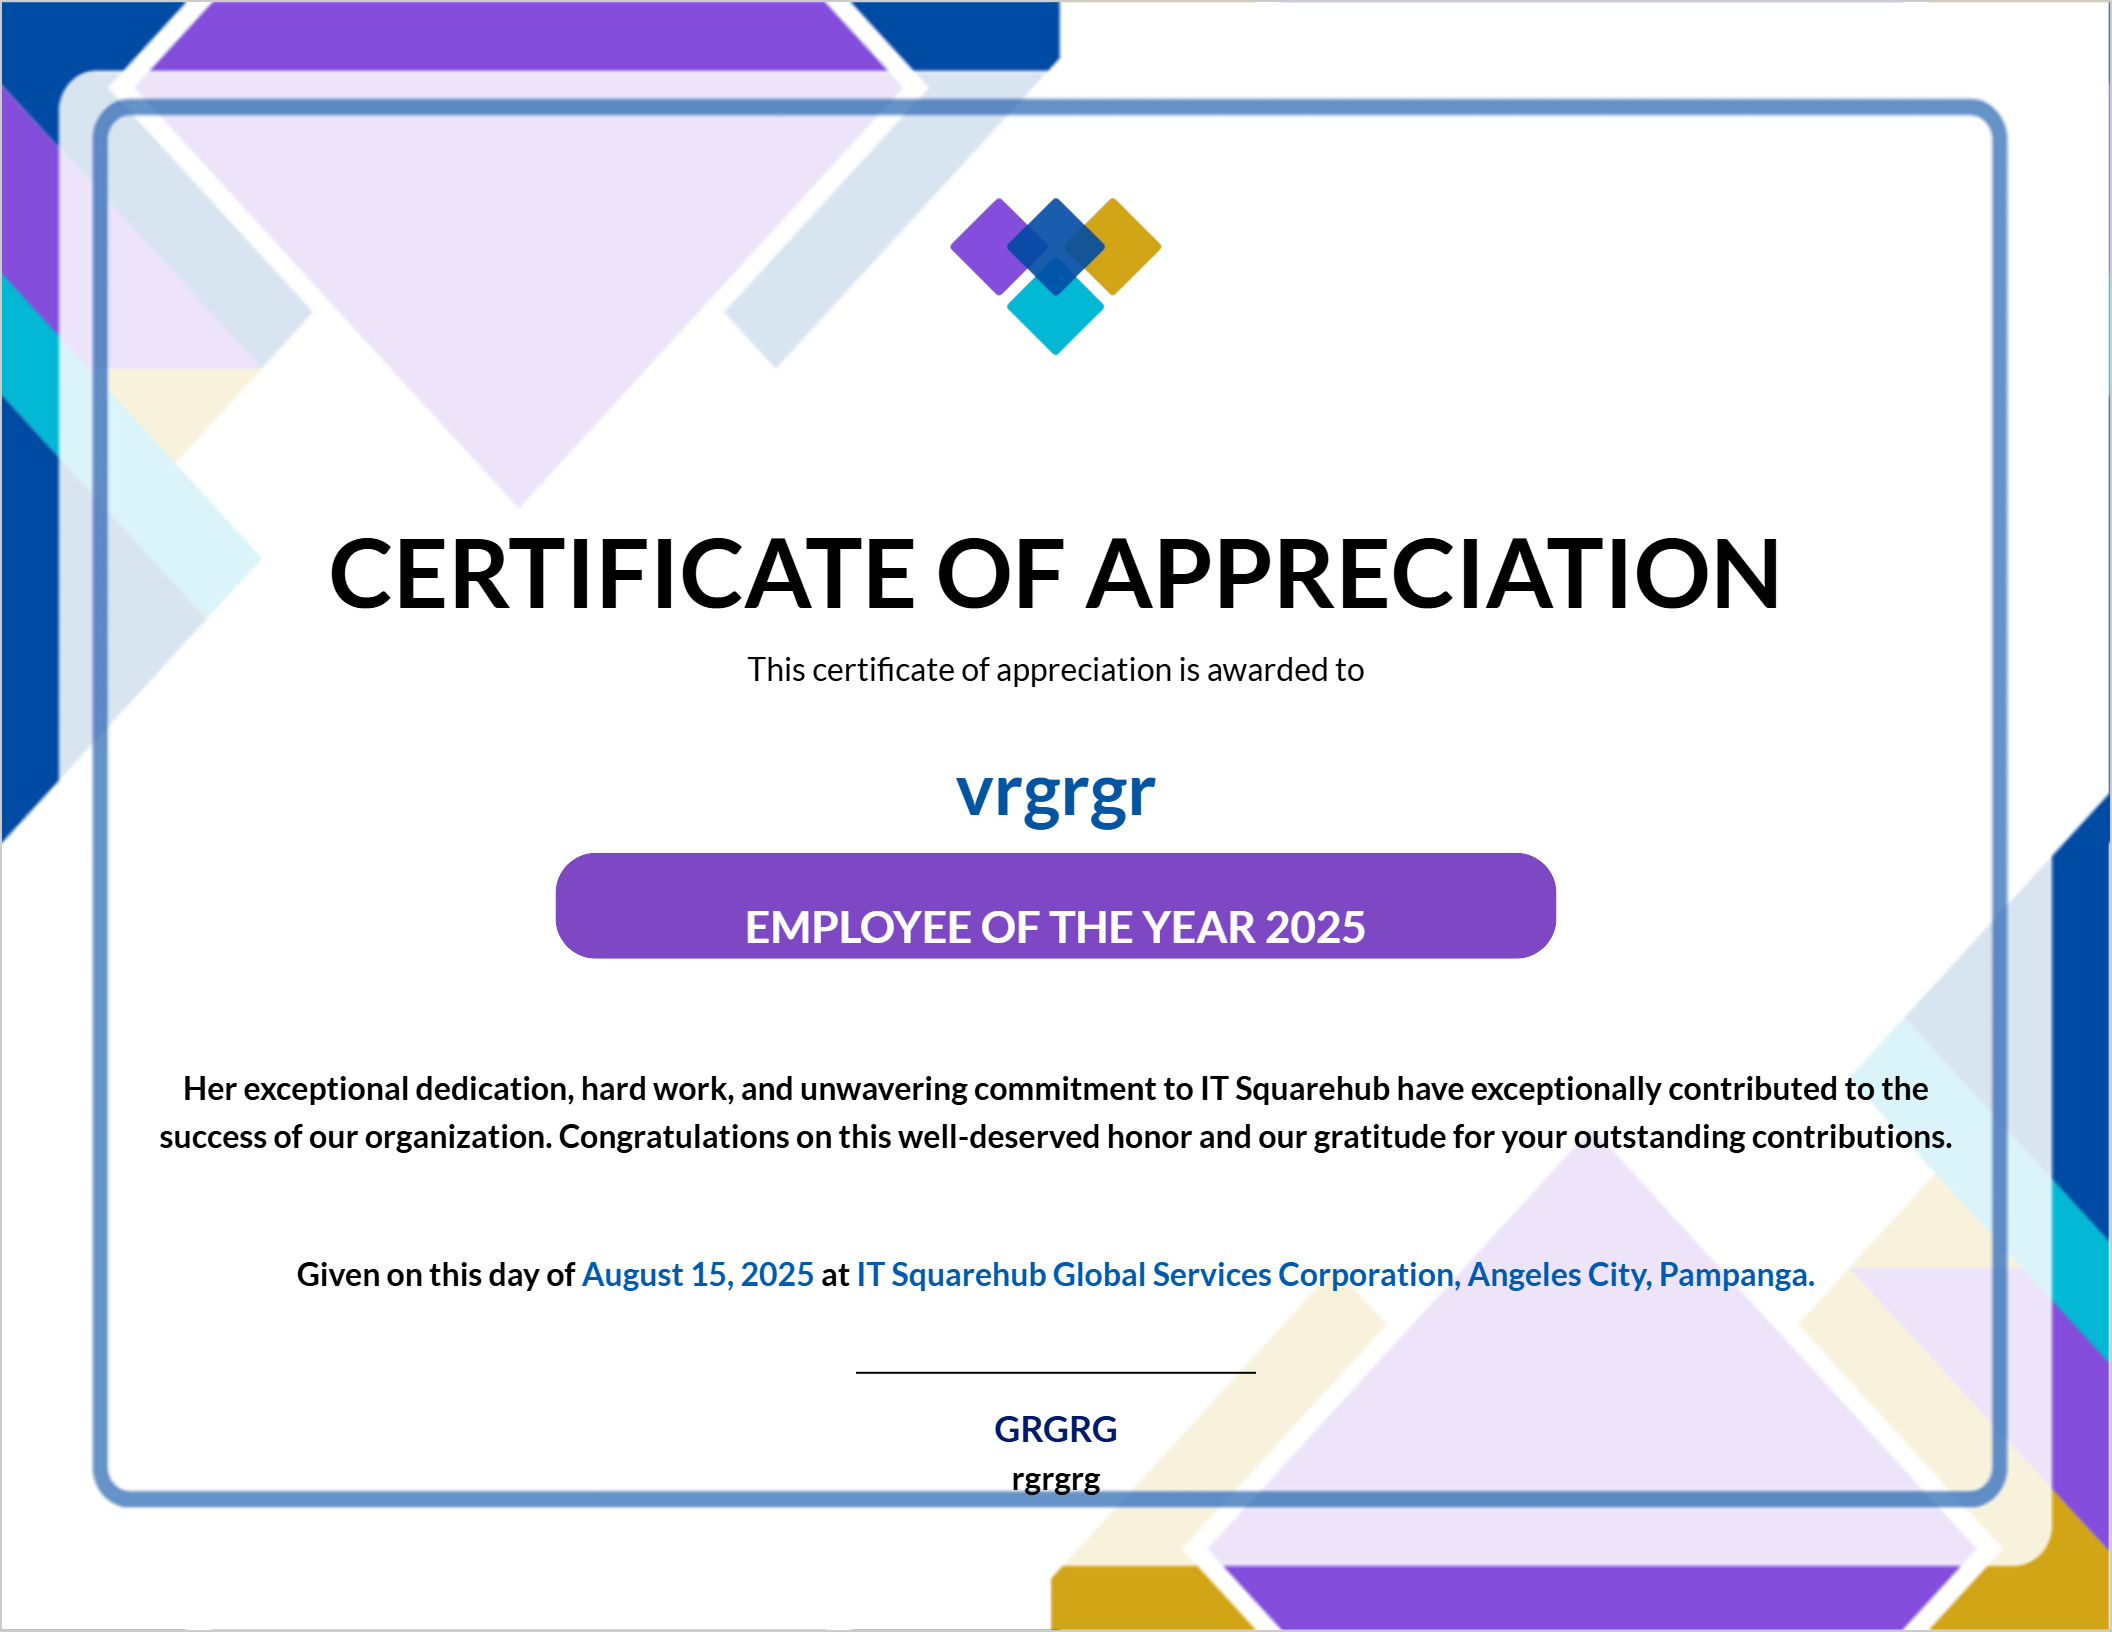 CERTIFICATE OF APPRECIATION
This certificate of appreciation is awarded to
vrgrgr
EMPLOYEE OF THE YEAR 2025
Her exceptional dedication, hard work, and unwavering commitment to IT Squarehub have exceptionally contributed to the
success of our organization. Congratulations on this well-deserved honor and our gratitude for your outstanding contributions.
Given on this day of August 15, 2025 at IT Squarehub Global Services Corporation, Angeles City, Pampanga.
GRGRG
rgrgrg